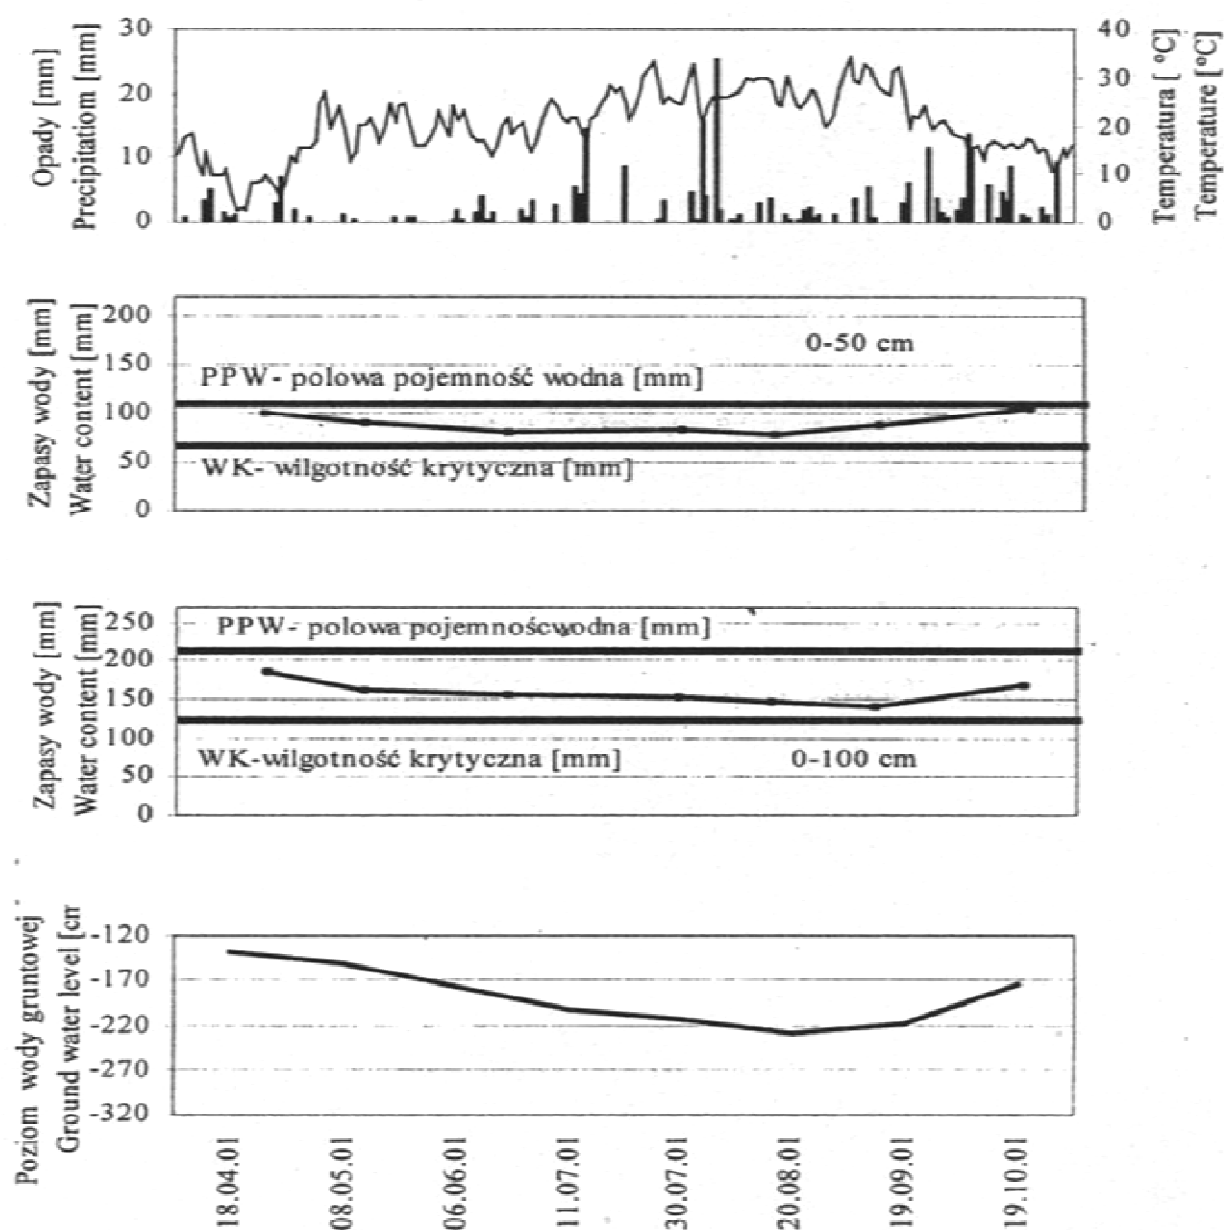 Opady [mm]
Precipitatiom [mm]
30
20
10
0
40
30
20
10
0
Temperatura [ ºC]
Temperature [ºC]
Zapasy wody [mm]
Water content [mm]
200
150
100
50
0
0-50 cm
PPW- polowa pojemność wodna [mm]
WK- wilgotność krytyczna [mm]
Zapasy wody [mm]
Water content [mm]
250
200
150
100
50
0
PPW- polowa pojemnośćwodna [mm]
WK-wilgotność krytyczna [mm]
0-100 cm
Poziom wody gruntowej
Ground water level [cm
-120
-170
-220
-270
-320
18.04.01
08.05.01
06.06.01
11.07.01
30.07.01
20.08.01
19.09.01
19.10.01